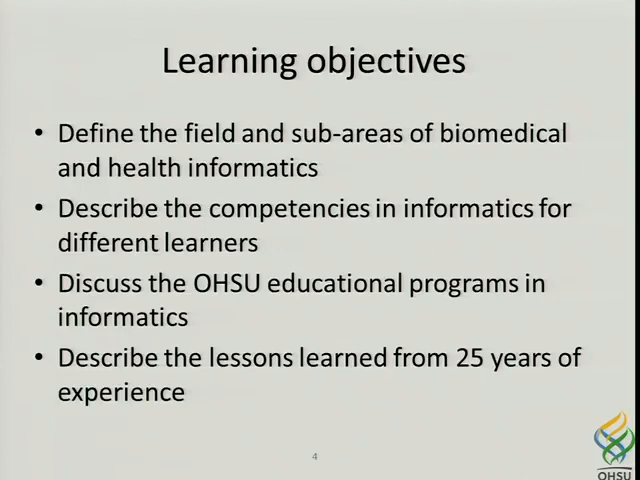 Learning objectives
• Define the field and sub-areas of biomedical
and health informatics
• Describe the competencies in informatics for
different learners
• Discuss the OHSU educational programs in
informatics
• Describe the lessons learned from 25 years of
experience
4
OHSU